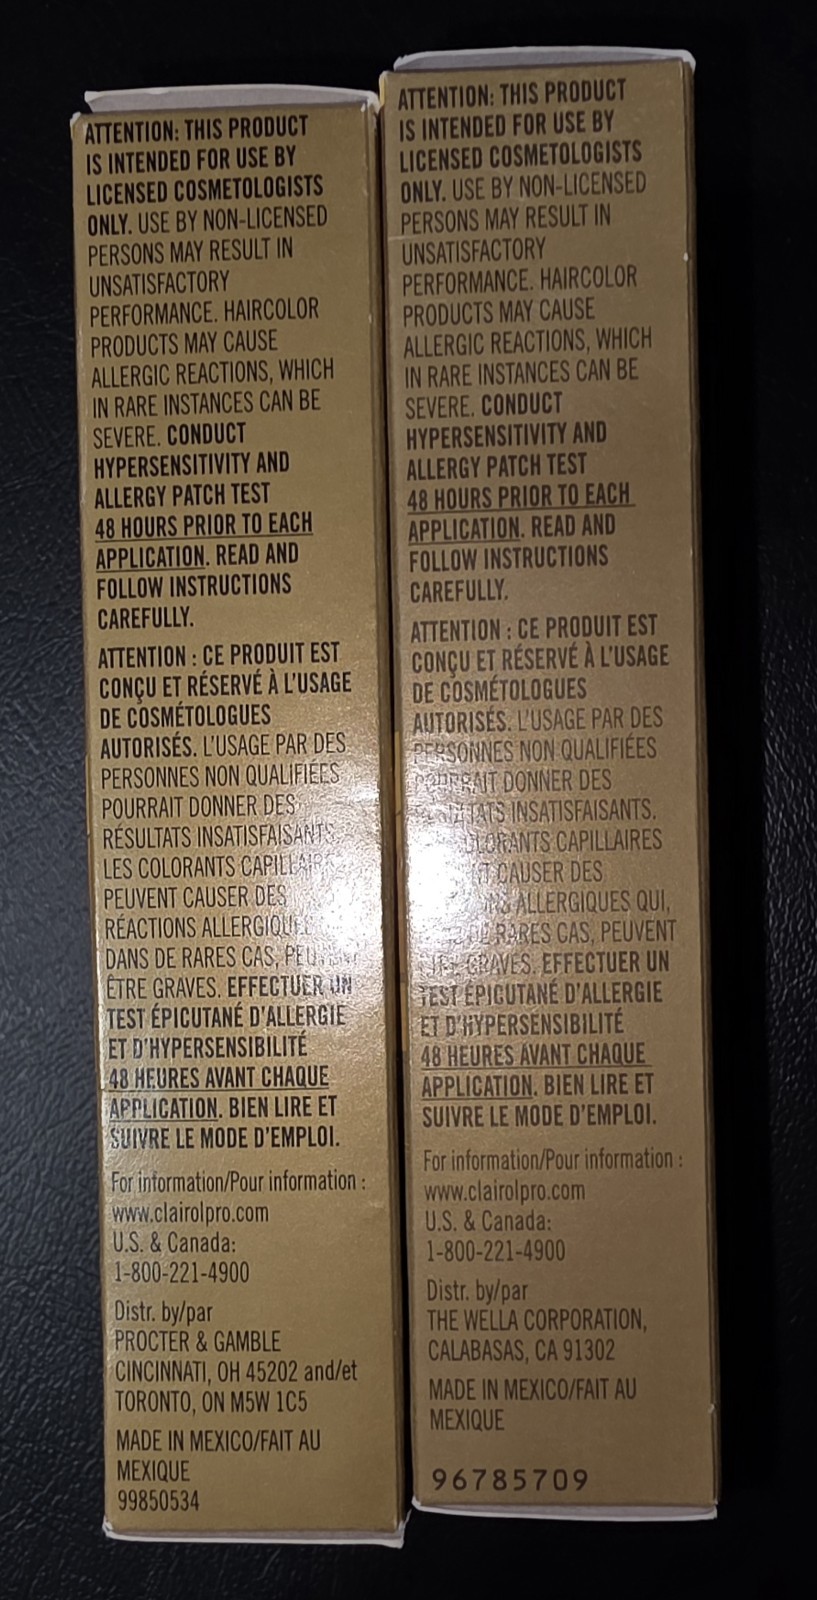 ATTENTION: THIS PRODUCT
IS INTENDED FOR USE BY
LICENSED COSMETOLOGISTS
ONLY. USE BY NON-LICENSED
PERSONS MAY RESULT IN
UNSATISFACTORY
PERFORMANCE. HAIRCOLOR
PRODUCTS MAY CAUSE
ALLERGIC REACTIONS, WHICH
IN RARE INSTANCES CAN BE
SEVERE. CONDUCT
HYPERSENSITIVITY AND
ALLERGY PATCH TEST
48 HOURS PRIOR TO EACH
APPLICATION. READ AND
FOLLOW INSTRUCTIONS
CAREFULLY.
ATTENTION : CE PRODUIT EST
CONÇU ET RÉSERVÉ À L'USAGE
DE COSMÉTOLOGUES
AUTORISÉS. L'USAGE PAR DES
PERSONNES NON QUALIFIÉES
POURRAIT DONNER DES
RÉSULTATS INSATISFAISANTS.
LES COLORANTS CAPILLAIRES
PEUVENT CAUSER DES
RÉACTIONS ALLERGIQUES
DANS DE RARES CAS, PEUVENT
ÊTRE GRAVES. EFFECTUER UN
TEST ÉPICUTANÉ D'ALLERGIE
ET D'HYPERSENSIBILITÉ
48 HEURES AVANT CHAQUE
APPLICATION. BIEN LIRE ET
SUIVRE LE MODE D'EMPLOI.
For information/Pour information :
www.clairolpro.com
U.S. & Canada:
1-800-221-4900
Distr. by/par
PROCTER & GAMBLE
CINCINNATI, OH 45202 and/et
TORONTO, ON M5W 1C5
MADE IN MEXICO/FAIT AU
MEXIQUE
99850534
ATTENTION: THIS PRODUCT
IS INTENDED FOR USE BY
LICENSED COSMETOLOGISTS
ONLY. USE BY NON-LICENSED
PERSONS MAY RESULT IN
UNSATISFACTORY
PERFORMANCE. HAIRCOLOR
PRODUCTS MAY CAUSE
ALLERGIC REACTIONS, WHICH
IN RARE INSTANCES CAN BE
SEVERE. CONDUCT
HYPERSENSITIVITY AND
ALLERGY PATCH TEST
48 HOURS PRIOR TO EACH
APPLICATION. READ AND
FOLLOW INSTRUCTIONS
CAREFULLY.
ATTENTION : CE PRODUIT EST
CONÇU ET RÉSERVÉ À L'USAGE
DE COSMÉTOLOGUES
AUTORISÉS. L'USAGE PAR DES
PERSONNES NON QUALIFIÉES
POURRAIT DONNER DES
INSATISFAISANTS.
COLORANTS CAPILLAIRES
CAUSER DES
ALLERGIQUES QUI,
DE RARES CAS, PEUVENT
ÊTRE GRAVES. EFFECTUER UN
TEST ÉPICUTANÉ D'ALLERGIE
ET D'HYPERSENSIBILITÉ
48 HEURES AVANT CHAQUE
APPLICATION. BIEN LIRE ET
SUIVRE LE MODE D'EMPLOI.
For information/Pour information :
www.clairolpro.com
U.S. & Canada:
1-800-221-4900
Distr. by/par
THE WELLA CORPORATION,
CALABASAS, CA 91302
MADE IN MEXICO/FAIT AU
MEXIQUE
96785709